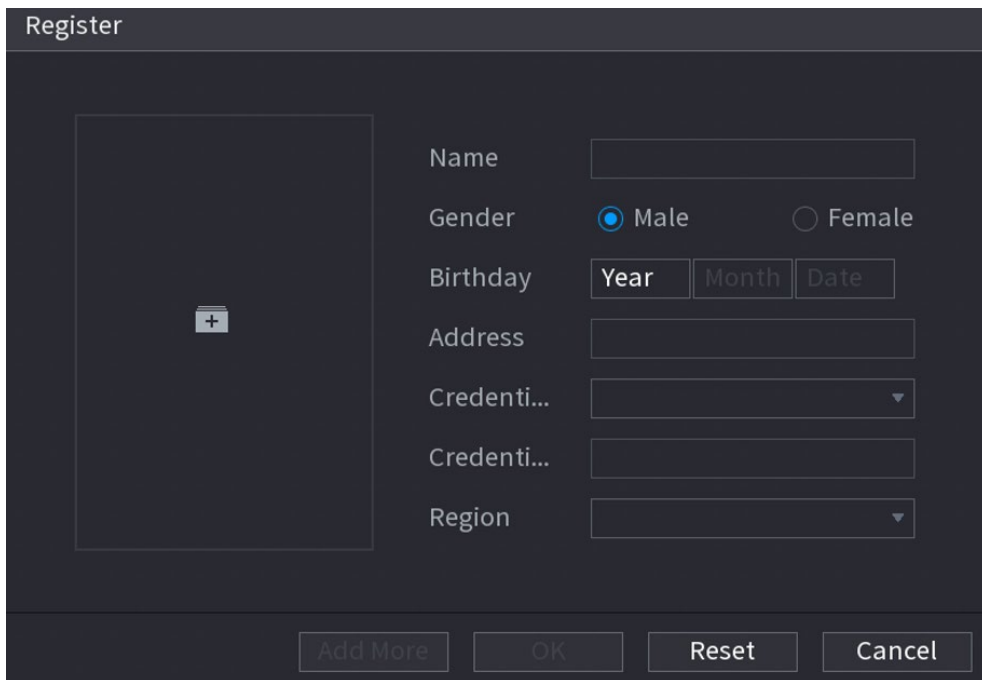 Register
Name
Gender Male Female
Birthday Year Month Date
Address
Credenti...
Credenti...
Region
Add More OK Reset Cancel